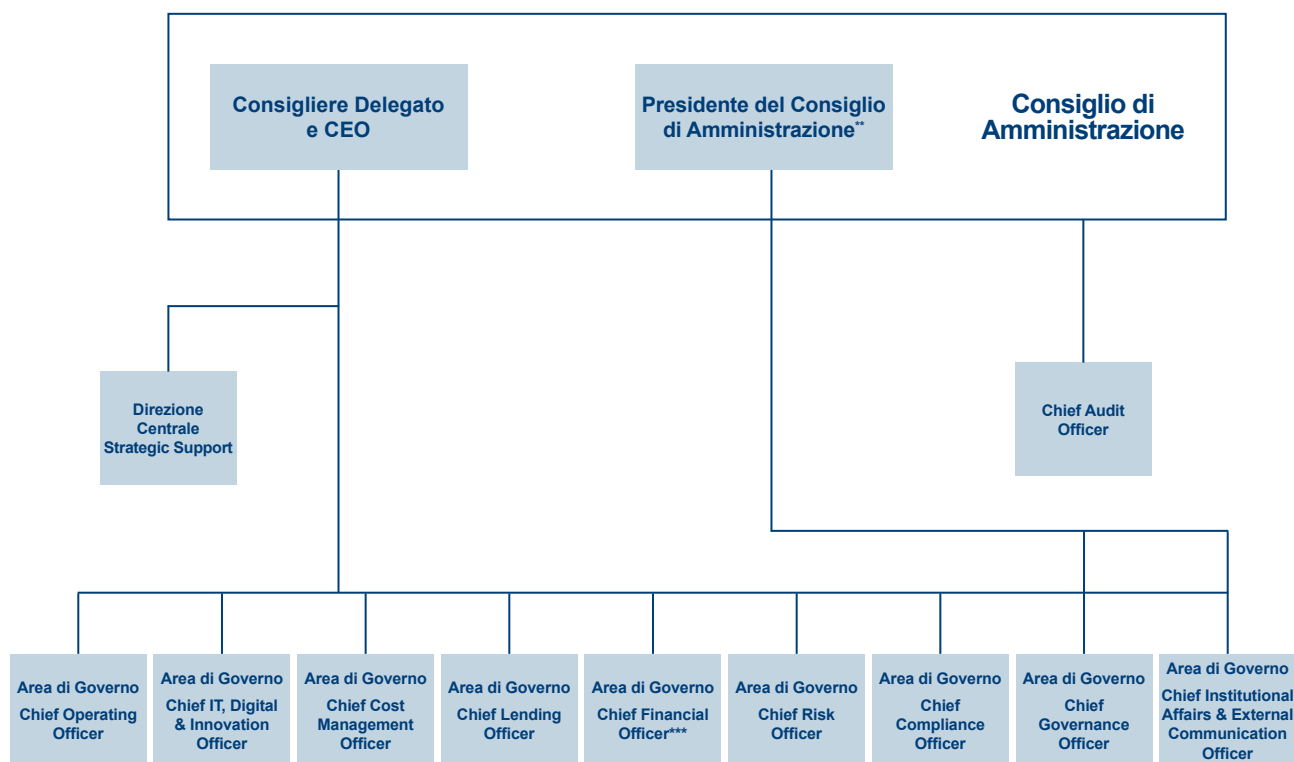 Consigliere Delegato
e CEO
Presidente del Consiglio
di Amministrazione**
Consiglio di
Amministrazione
Direzione
Centrale
Strategic Support
Chief Audit
Officer
Area di Governo
Chief Operating
Officer
Area di Governo
Chief IT, Digital
& Innovation
Officer
Area di Governo
Chief Cost
Management
Officer
Area di Governo
Chief Lending
Officer
Area di Governo
Chief Financial
Officer***
Area di Governo
Chief Risk
Officer
Area di Governo
Chief
Compliance
Officer
Area di Governo
Chief
Governance
Officer
Area di Governo
Chief Institutional
Affairs & External
Communication
Officer